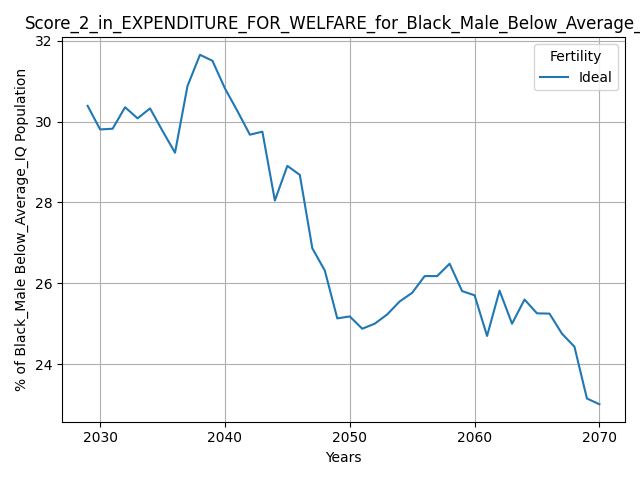 Score_2_in_EXPENDITURE_FOR_WELFARE_for_Black_Male_Below_Average_
Fertility
Ideal
32
30
28
26
24
% of Black_Male Below_Average_IQ Population
2030 2040 2050 2060 2070
Years